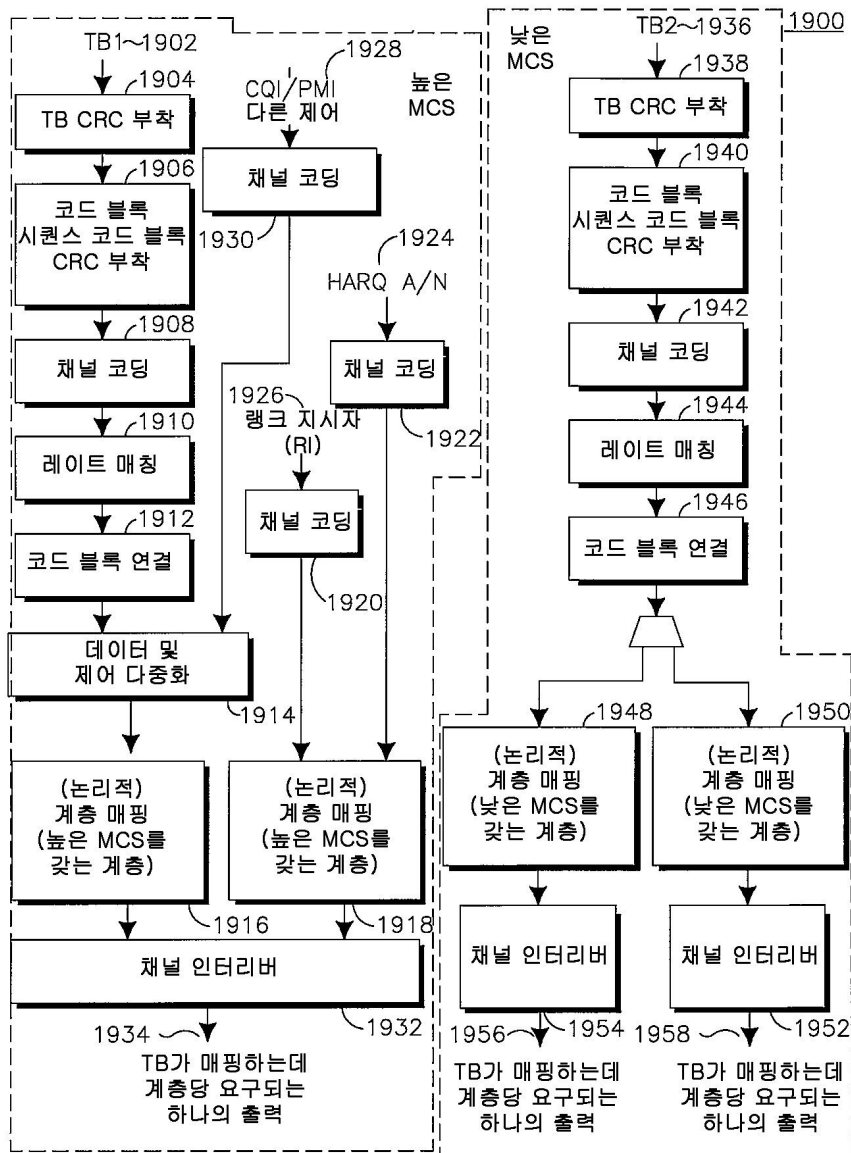 1900
TB1~1902
1904
TB CRC 부착
1906
코드 블록
시퀀스 코드 블록
CRC 부착
1908
채널 코딩
1910
레이트 매칭
1912
코드 블록 연결
데이터 및
제어 다중화
1914
(논리적)
계층 매핑
(높은 MCS를
갖는 계층)
1916
1928
CQI/PMI
다른 제어
높은
MCS
채널 코딩
1930
1924
HARQ A/N
채널 코딩
1922
1926
랭크 지시자
(RI)
채널 코딩
1920
(논리적)
계층 매핑
(높은 MCS를
갖는 계층)
1918
채널 인터리버
1932
1934
TB가 매핑하는데
계층당 요구되는
하나의 출력
낮은
MCS
TB2~1936
1938
TB CRC 부착
1940
코드 블록
시퀀스 코드 블록
CRC 부착
1942
채널 코딩
1944
레이트 매칭
1946
코드 블록 연결
1948
(논리적)
계층 매핑
(낮은 MCS를
갖는 계층)
채널 인터리버
1954
1956
TB가 매핑하는데
계층당 요구되는
하나의 출력
1950
(논리적)
계층 매핑
(낮은 MCS를
갖는 계층)
채널 인터리버
1952
1958
TB가 매핑하는데
계층당 요구되는
하나의 출력